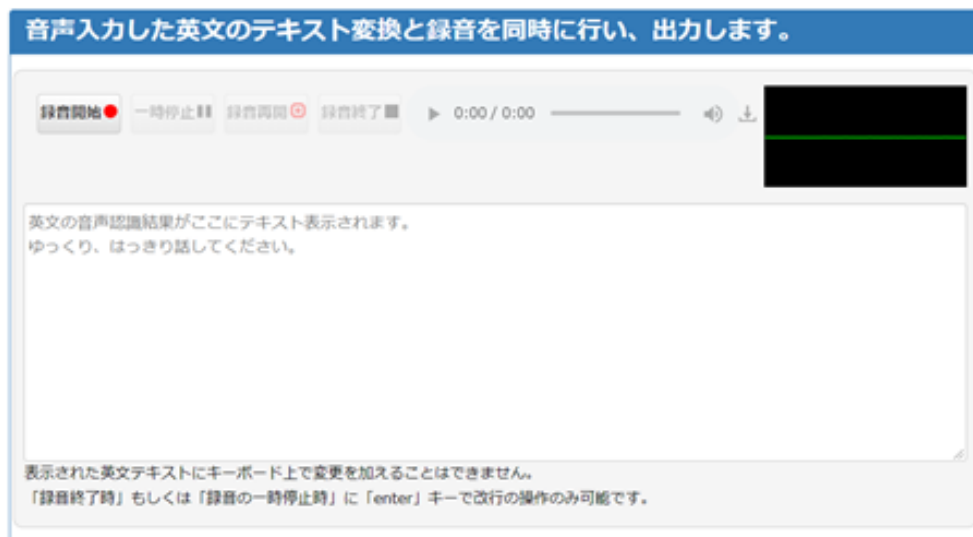 音声入力した英文のテキスト変換と録音を同時に行い、出力します。
録音開始 一時停止 録音再開 録音終了 0:00 / 0:00
英文の音声認識結果がここにテキスト表示されます。
ゆっくり、はっきり話してください。
表示された英文テキストにキーボード上で変更を加えることはできません。
「録音終了時」もしくは「録音の一時停止時」に「enter」キーで改行の操作のみ可能です。